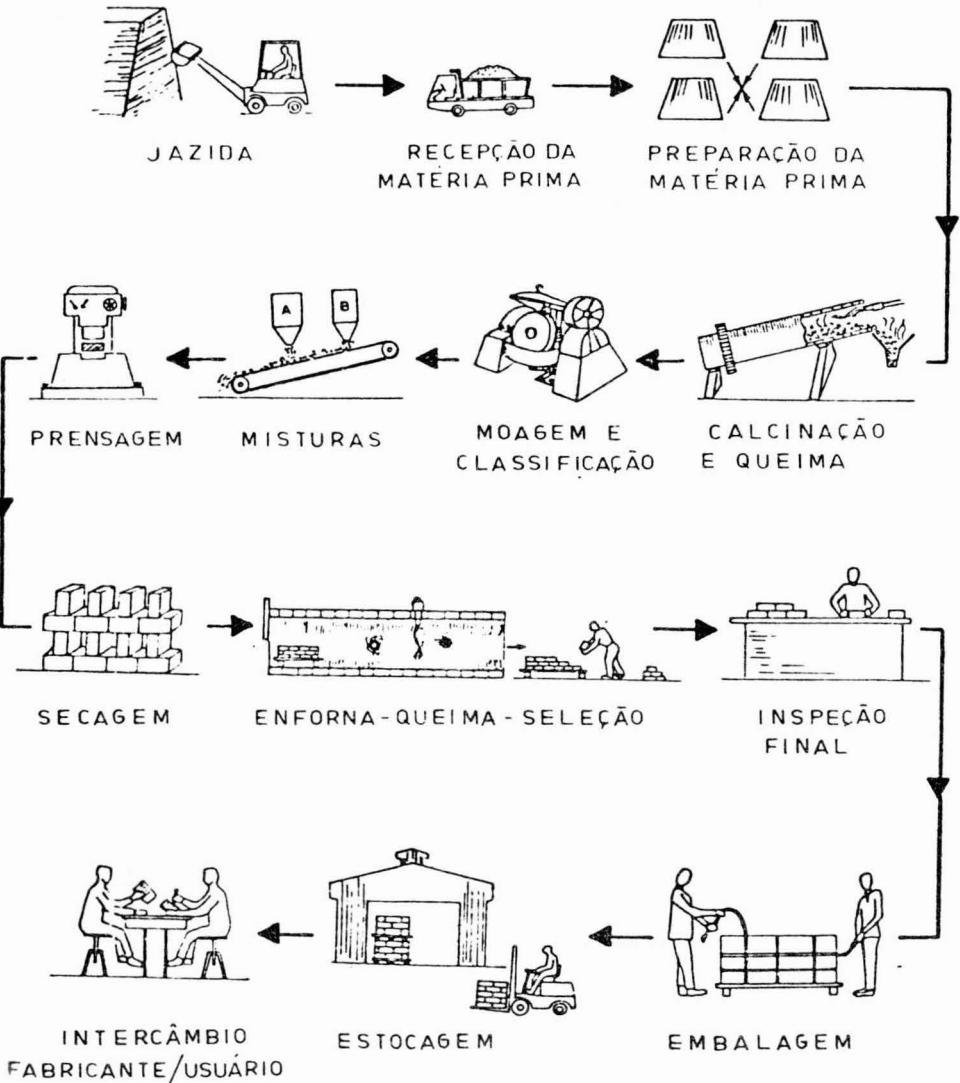 JAZIDA
RECEPÇÃO DA
MATÉRIA PRIMA
PREPARAÇÃO DA
MATÉRIA PRIMA
A
B
PRENSAGEM
MISTURAS
MOAGEM E
CLASSIFICAÇÃO
CALCINAÇÃO
E QUEIMA
SECAGEM
ENFORNA-QUEIMA-SELEÇÃO
INSPEÇÃO
FINAL
INTERCÂMBIO
FABRICANTE/USUÁRIO
ESTOCAGEM
EMBALAGEM